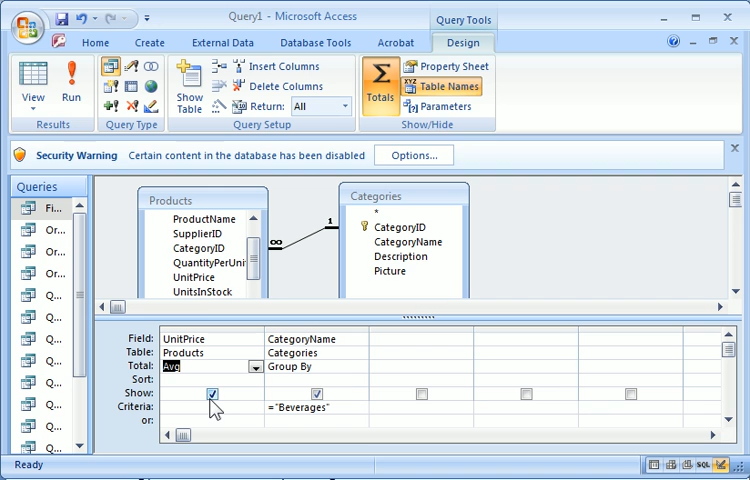 Query1 - Microsoft Access
Query Tools
Home
Create
External Data
Database Tools
Acrobat
Design
View
Run
Results
Query Type
Show
Table
Insert Columns
Delete Columns
Return:
All
Query Setup
Σ
Totals
Property Sheet
XYZ
Table Names
Parameters
Show/Hide
Security Warning
Certain content in the database has been disabled
Options...
Queries
Fi...
Or...
Or...
Or...
Q...
Q...
Q...
Q...
Q...
Q...
Q...
Q...
Products
ProductName
SupplierID
CategoryID
QuantityPerUni
UnitPrice
UnitsInStock
∞
1
Categories
*
CategoryID
CategoryName
Description
Picture
Field: UnitPrice CategoryName
Table: Products Categories
Total: Avg Group By
Sort:
Show:
Criteria: ="Beverages"
or:
Ready
SQL